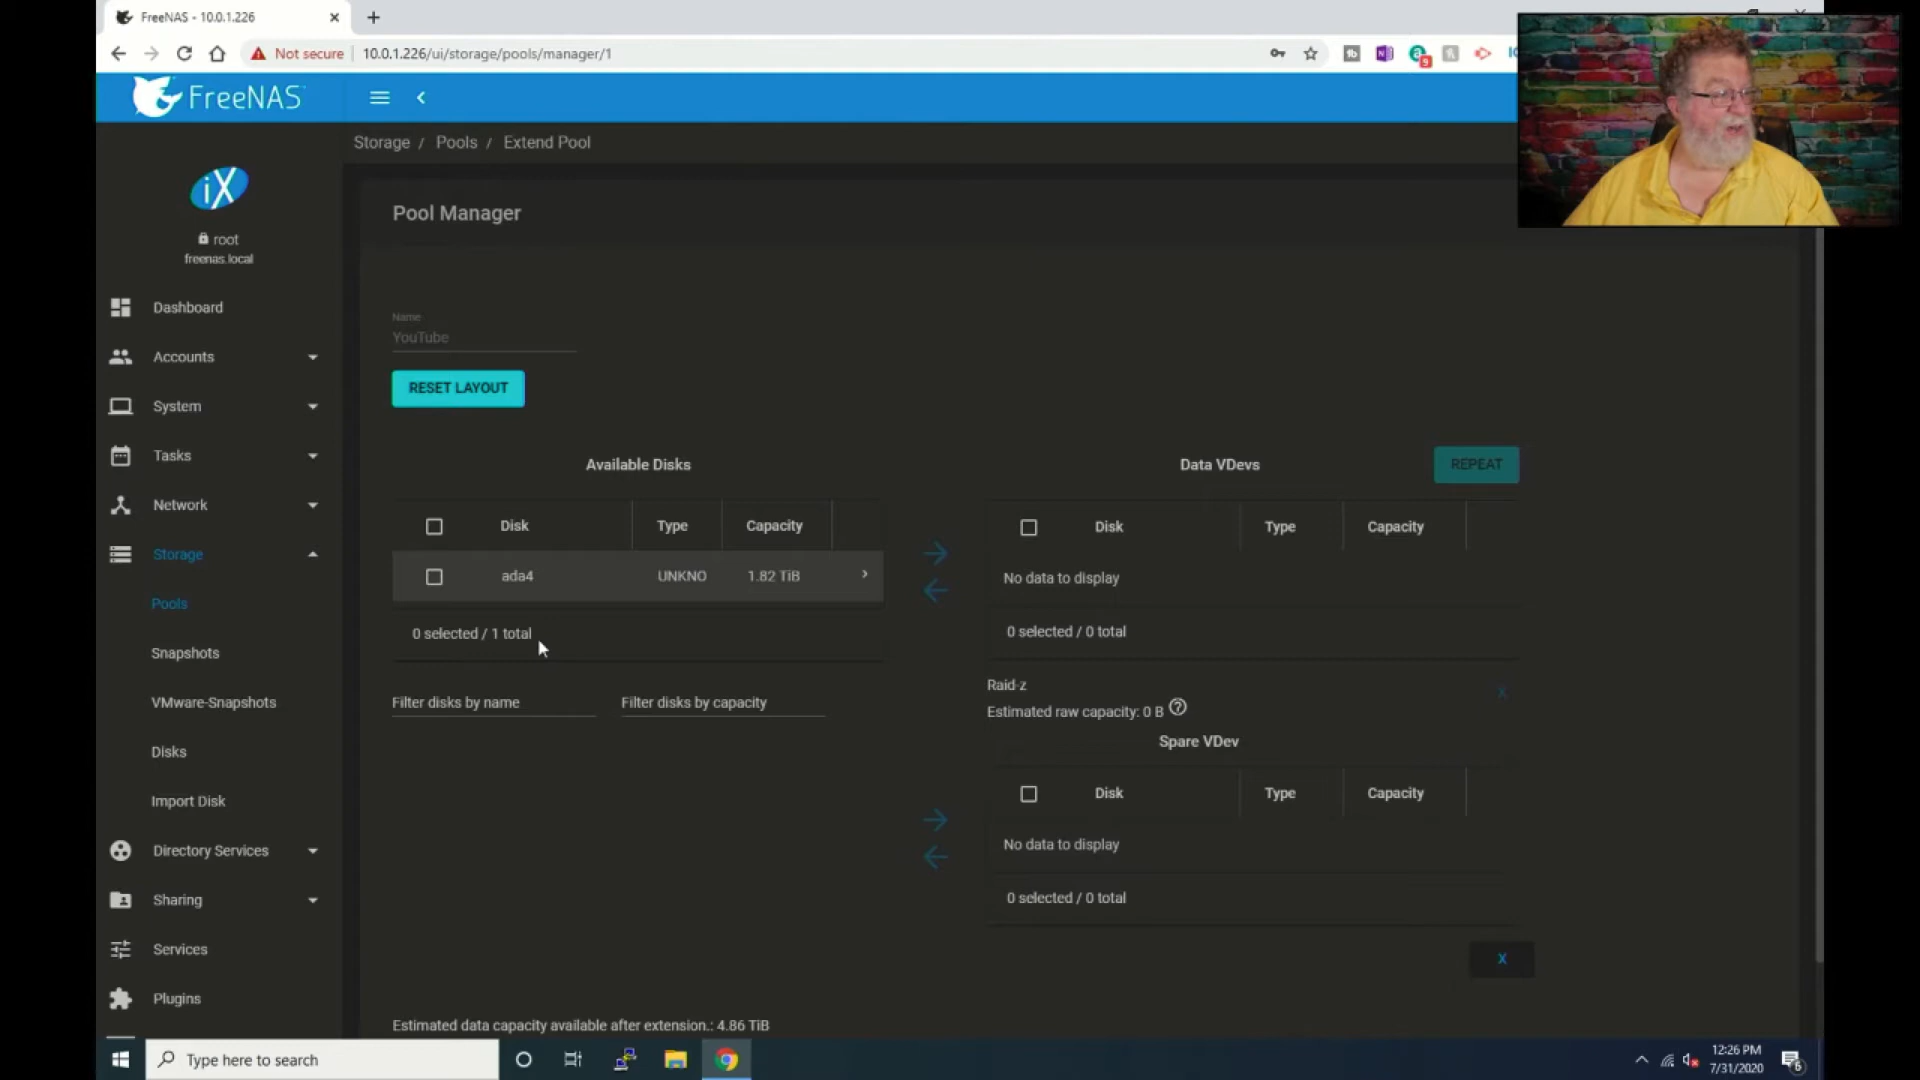 FreeNAS - 10.0.1.226
Not secure
10.0.1.226/ui/storage/pools/manager/1
9
FreeNAS
Storage / Pools / Extend Pool
iX
root
freenas.local
Dashboard
Accounts
System
Tasks
Network
Storage
Pools
Snapshots
VMware-Snapshots
Disks
Import Disk
Directory Services
Sharing
Services
Plugins
Pool Manager
Name
YouTube
RESET LAYOUT
Available Disks
Disk Type Capacity
ada4 UNKNO 1.82 TiB
0 selected / 1 total
Filter disks by name
Filter disks by capacity
Data VDevs
REPEAT
Disk Type Capacity
No data to display
0 selected / 0 total
Raid-z
X
Estimated raw capacity: 0 B
Spare VDev
Disk Type Capacity
No data to display
0 selected / 0 total
X
Estimated data capacity available after extension.: 4.86 TiB
Type here to search
12:26 PM
7/31/2020
6